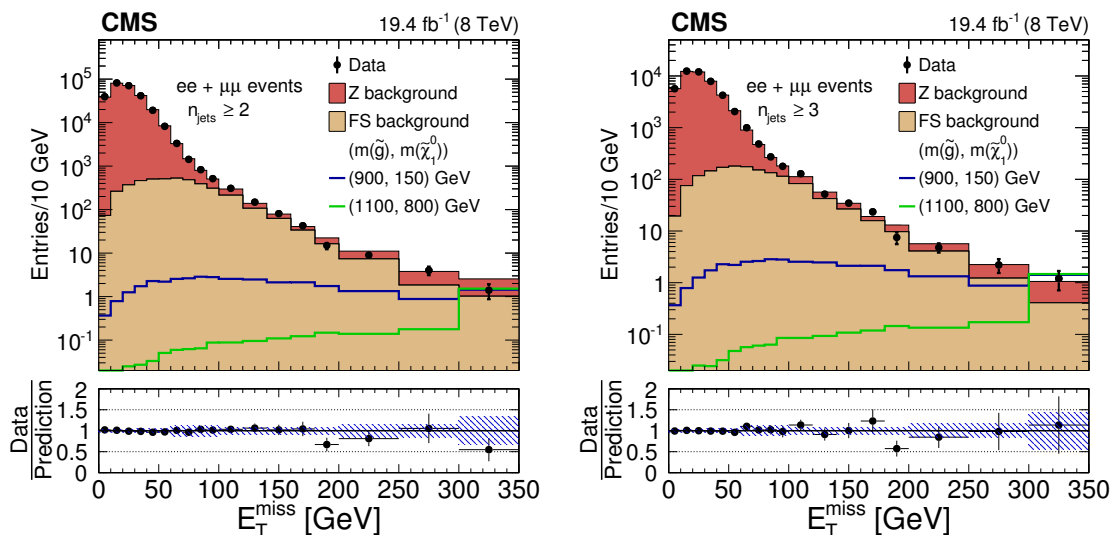 CMS 19.4 fb⁻¹ (8 TeV)
Entries/10 GeV
10⁵
10⁴
10³
10²
10
1
10⁻¹
ee + μμ events
n_jets ≥ 2
Data
Z background
FS background
(m(g̃), m(χ̃₁⁰))
(900, 150) GeV
(1100, 800) GeV
Data
Prediction
2
1.5
1
0.5
0
0 50 100 150 200 250 300 350
E_T^miss [GeV]
CMS 19.4 fb⁻¹ (8 TeV)
Entries/10 GeV
10⁴
10³
10²
10
1
10⁻¹
ee + μμ events
n_jets ≥ 3
Data
Z background
FS background
(m(g̃), m(χ̃₁⁰))
(900, 150) GeV
(1100, 800) GeV
Data
Prediction
2
1.5
1
0.5
0
0 50 100 150 200 250 300 350
E_T^miss [GeV]